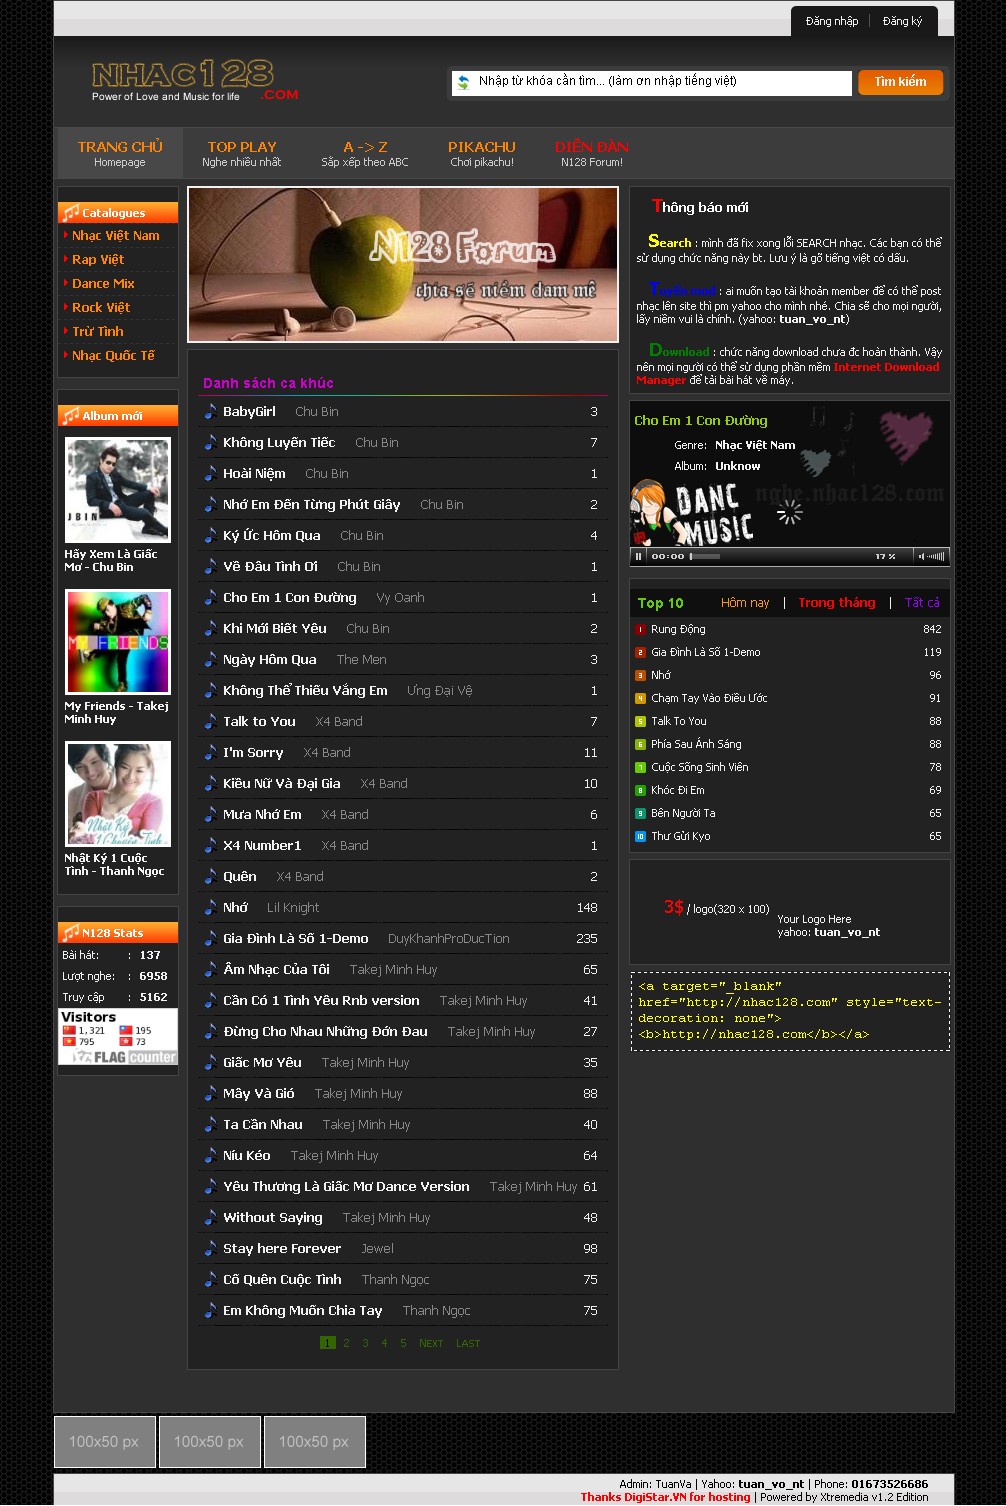 Đăng nhập | Đăng ký
NHAC128
.COM
Power of Love and Music for life
Nhập từ khóa cần tìm... (làm ơn nhập tiếng việt)
Tìm kiếm
TRANG CHỦ
Homepage
TOP PLAY
Nghe nhiều nhất
A -> Z
Sắp xếp theo ABC
PIKACHU
Chơi pikachu!
DIỄN ĐÀN
N128 Forum!
Catalogues
Nhạc Việt Nam
Rap Việt
Dance Mix
Rock Việt
Trữ Tình
Nhạc Quốc Tế
Album mới
JBIN
Hãy Xem Là Giấc
Mơ - Chu Bin
MY FRIENDS
My Friends - Takej
Minh Huy
Nhật Ký
1 Chuyện Tình
Nhật Ký 1 Cuộc
Tình - Thanh Ngọc
N128 Stats
Bài hát: : 137
Lượt nghe: : 6958
Truy cập : 5162
Visitors
1,321 195
795 73
FLAG counter
N128 Forum
chia sẻ niềm đam mê
Danh sách ca khúc
BabyGirl Chu Bin 3
Không Luyến Tiếc Chu Bin 7
Hoài Niệm Chu Bin 1
Nhớ Em Đến Từng Phút Giây Chu Bin 2
Ký Ức Hôm Qua Chu Bin 4
Về Đâu Tình Ơi Chu Bin 1
Cho Em 1 Con Đường Vy Oanh 1
Khi Mới Biết Yêu Chu Bin 2
Ngày Hôm Qua The Men 3
Không Thể Thiếu Vắng Em Ưng Đại Vệ 1
Talk to You X4 Band 7
I'm Sorry X4 Band 11
Kiều Nữ Và Đại Gia X4 Band 10
Mưa Nhớ Em X4 Band 6
X4 Number1 X4 Band 1
Quên X4 Band 2
Nhớ Lil Knight 148
Gia Đình Là Số 1-Demo DuyKhanhProDucTion 235
Âm Nhạc Của Tôi Takej Minh Huy 65
Cần Có 1 Tình Yêu Rnb version Takej Minh Huy 41
Đừng Cho Nhau Những Đớn Đau Takej Minh Huy 27
Giấc Mơ Yêu Takej Minh Huy 35
Mây Và Gió Takej Minh Huy 88
Ta Cần Nhau Takej Minh Huy 40
Níu Kéo Takej Minh Huy 64
Yêu Thương Là Giấc Mơ Dance Version Takej Minh Huy 61
Without Saying Takej Minh Huy 48
Stay here Forever Jewel 98
Cố Quên Cuộc Tình Thanh Ngọc 75
Em Không Muốn Chia Tay Thanh Ngọc 75
1 2 3 4 5 NEXT LAST
Thông báo mới
Search : mình đã fix xong lỗi SEARCH nhạc. Các bạn có thể
sử dụng chức năng này bt. Lưu ý là gõ tiếng việt có dấu.
Tuyển mod : ai muốn tạo tài khoản member để có thể post
nhạc lên site thì pm yahoo cho mình nhé. Chia sẽ cho mọi người,
lấy niềm vui là chính. (yahoo: tuan_vo_nt)
Download : chức năng download chưa đc hoàn thành. Vậy
nên mọi người có thể sử dụng phần mềm Internet Download
Manager để tải bài hát về máy.
Cho Em 1 Con Đường
Genre: Nhạc Việt Nam
Album: Unknow
DANC
MUSIC
nghe.nhac128.com
00:00
17 %
Top 10 Hôm nay | Trong tháng | Tất cả
1 Rung Động 842
2 Gia Đình Là Số 1-Demo 119
3 Nhớ 96
4 Chạm Tay Vào Điều Ước 91
5 Talk To You 88
6 Phía Sau Ánh Sáng 88
7 Cuộc Sống Sinh Viên 78
8 Khóc Đi Em 69
9 Bên Người Ta 65
10 Thư Gửi Kyo 65
3$ / logo(320 x 100)
Your Logo Here
yahoo: tuan_vo_nt
<a target="_blank"
href="http://nhac128.com" style="text-
decoration: none">
<b>http://nhac128.com</b></a>
100x50 px
100x50 px
100x50 px
Admin: TuanVa | Yahoo: tuan_vo_nt | Phone: 01673526686
Thanks DigiStar.VN for hosting | Powered by Xtremedia v1.2 Edition